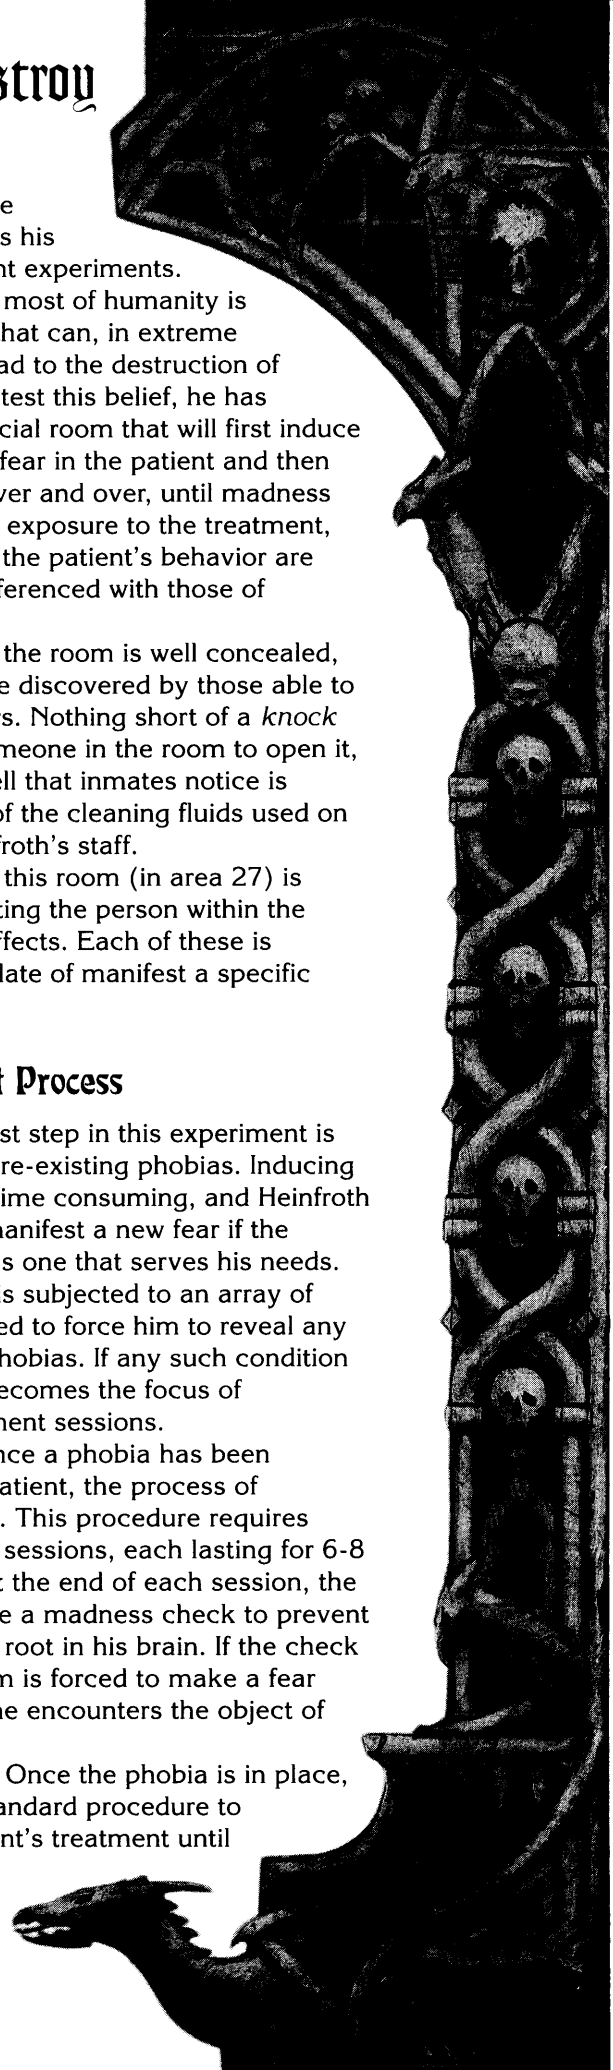 stroy
e
s his
nt experiments.
most of humanity is
hat can, in extreme
ad to the destruction of
test this belief, he has
cial room that will first induce
fear in the patient and then
ver and over, until madness
exposure to the treatment,
the patient's behavior are
ferenced with those of
the room is well concealed,
e discovered by those able to
rs. Nothing short of a knock
meone in the room to open it,
ell that inmates notice is
of the cleaning fluids used on
froth's staff.
this room (in area 27) is
ting the person within the
ffects. Each of these is
late of manifest a specific
t Process
st step in this experiment is
re-existing phobias. Inducing
ime consuming, and Heinfroth
nanifest a new fear if the
s one that serves his needs.
is subjected to an array of
ed to force him to reveal any
hobias. If any such condition
ecomes the focus of
nent sessions.
nce a phobia has been
atient, the process of
. This procedure requires
sessions, each lasting for 6-8
t the end of each session, the
e a madness check to prevent
root in his brain. If the check
m is forced to make a fear
he encounters the object of
Once the phobia is in place,
andard procedure to
nt's treatment until